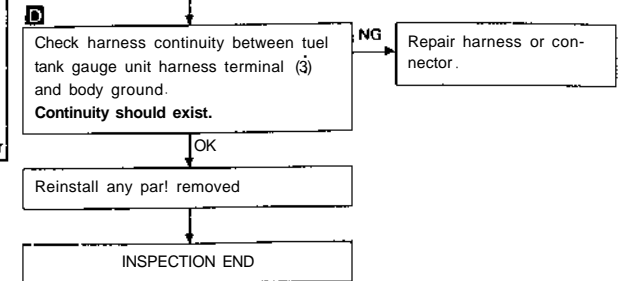 D
Check harness continuity between tuel
tank gauge unit harness terminal (3)
and body ground.
Continuity should exist.
NG
Repair harness or con-
nector.
OK
Reinstall any par! removed
INSPECTION END